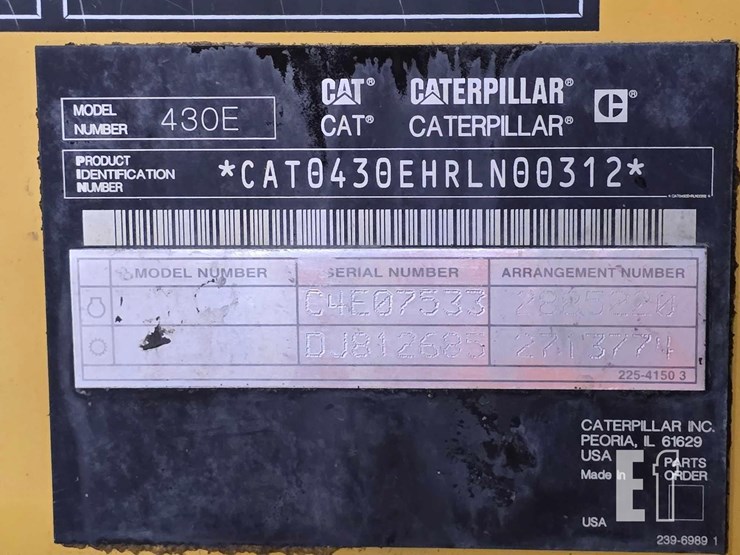 CAT® CATERPILLAR®
MODEL NUMBER 430E
CAT® CATERPILLAR®
PRODUCT IDENTIFICATION NUMBER *CAT0430EHRLN00312*
MODEL NUMBER SERIAL NUMBER ARRANGEMENT NUMBER
C4E07533
DJ812685 2713774
225-4150 3
CATERPILLAR INC.
PEORIA, IL 61629
USA
PARTS
Made in
ORDER
USA
239-6989 1
Ef